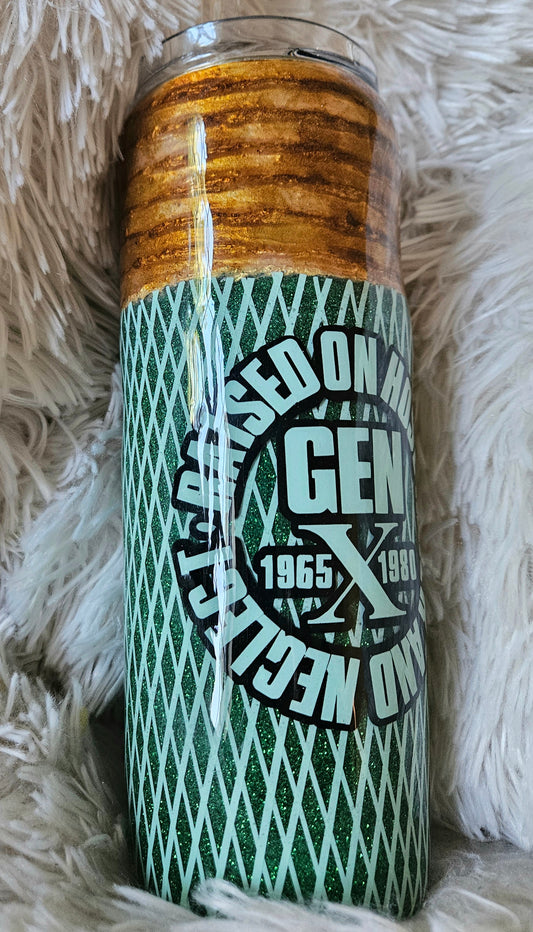 RAISED ON
AND
NEGLECT
GEN
X
1965
1980